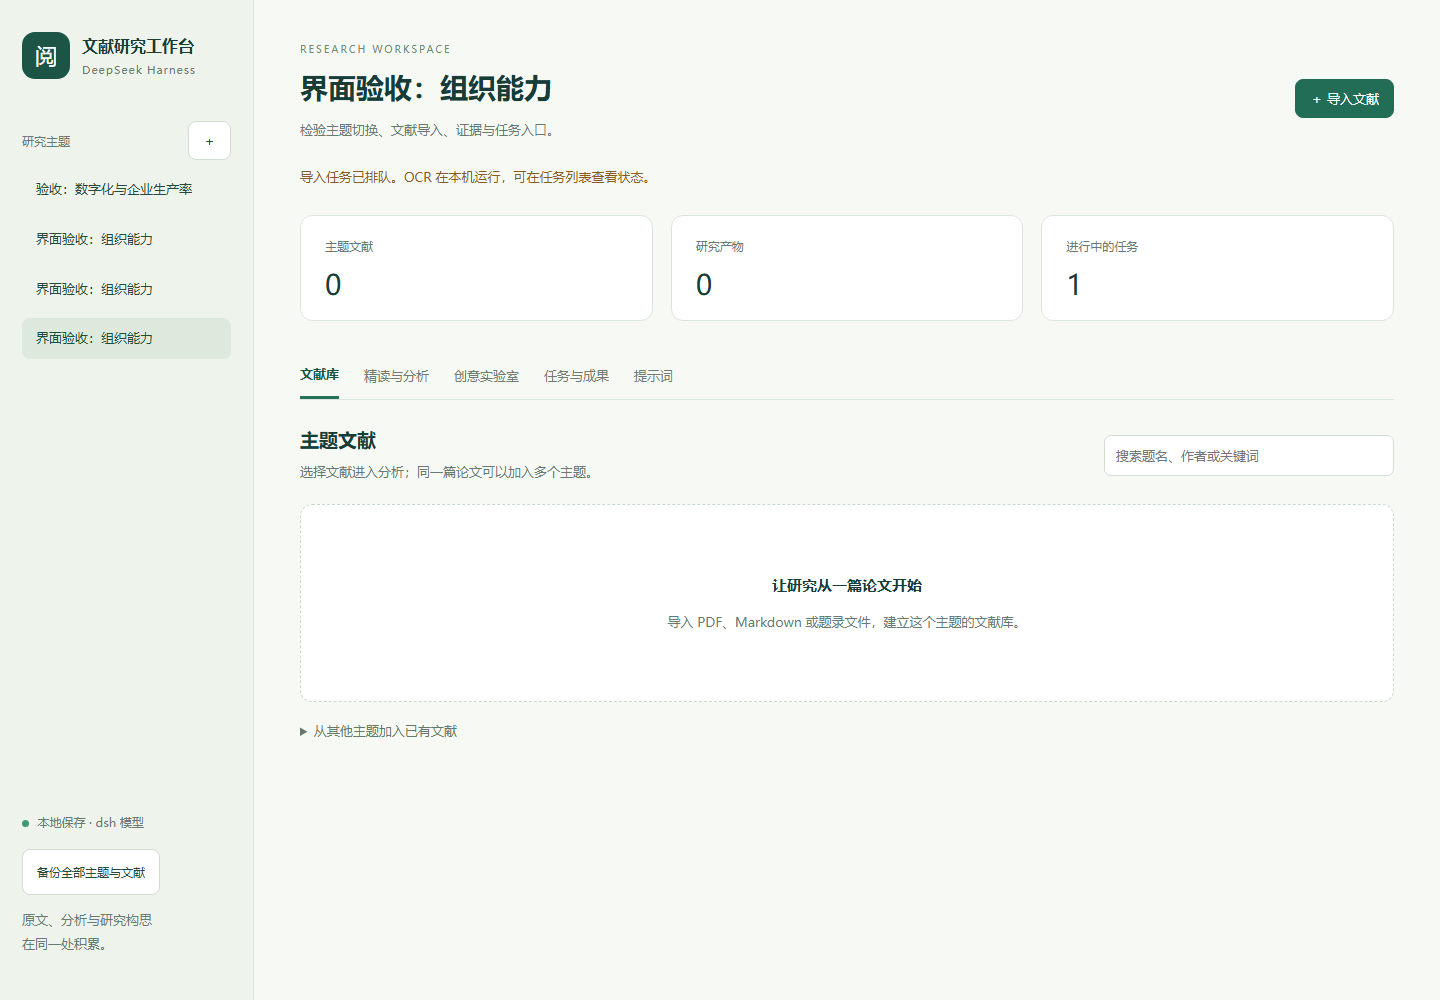 阅
文献研究工作台
DeepSeek Harness
研究主题
+
验收：数字化与企业生产率
界面验收：组织能力
界面验收：组织能力
界面验收：组织能力
本地保存 · dsh 模型
备份全部主题与文献
原文、分析与研究构思
在同一处积累。
RESEARCH WORKSPACE
界面验收：组织能力
检验主题切换、文献导入、证据与任务入口。
+ 导入文献
导入任务已排队。OCR 在本机运行，可在任务列表查看状态。
主题文献
0
研究产物
0
进行中的任务
1
文献库 精读与分析 创意实验室 任务与成果 提示词
主题文献
选择文献进入分析；同一篇论文可以加入多个主题。
搜索题名、作者或关键词
让研究从一篇论文开始
导入 PDF、Markdown 或题录文件，建立这个主题的文献库。
从其他主题加入已有文献